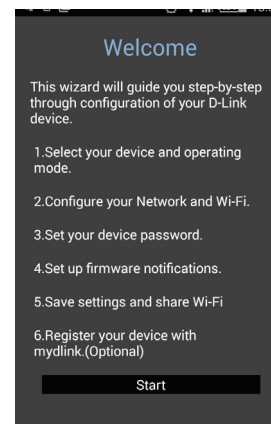 Welcome
This wizard will guide you step-by-step
through configuration of your D-Link
device.
1.Select your device and operating
mode.
2.Configure your Network and Wi-Fi.
3.Set your device password.
4.Set up firmware notifications.
5.Save settings and share Wi-Fi
6.Register your device with
mydlink.(Optional)
Start